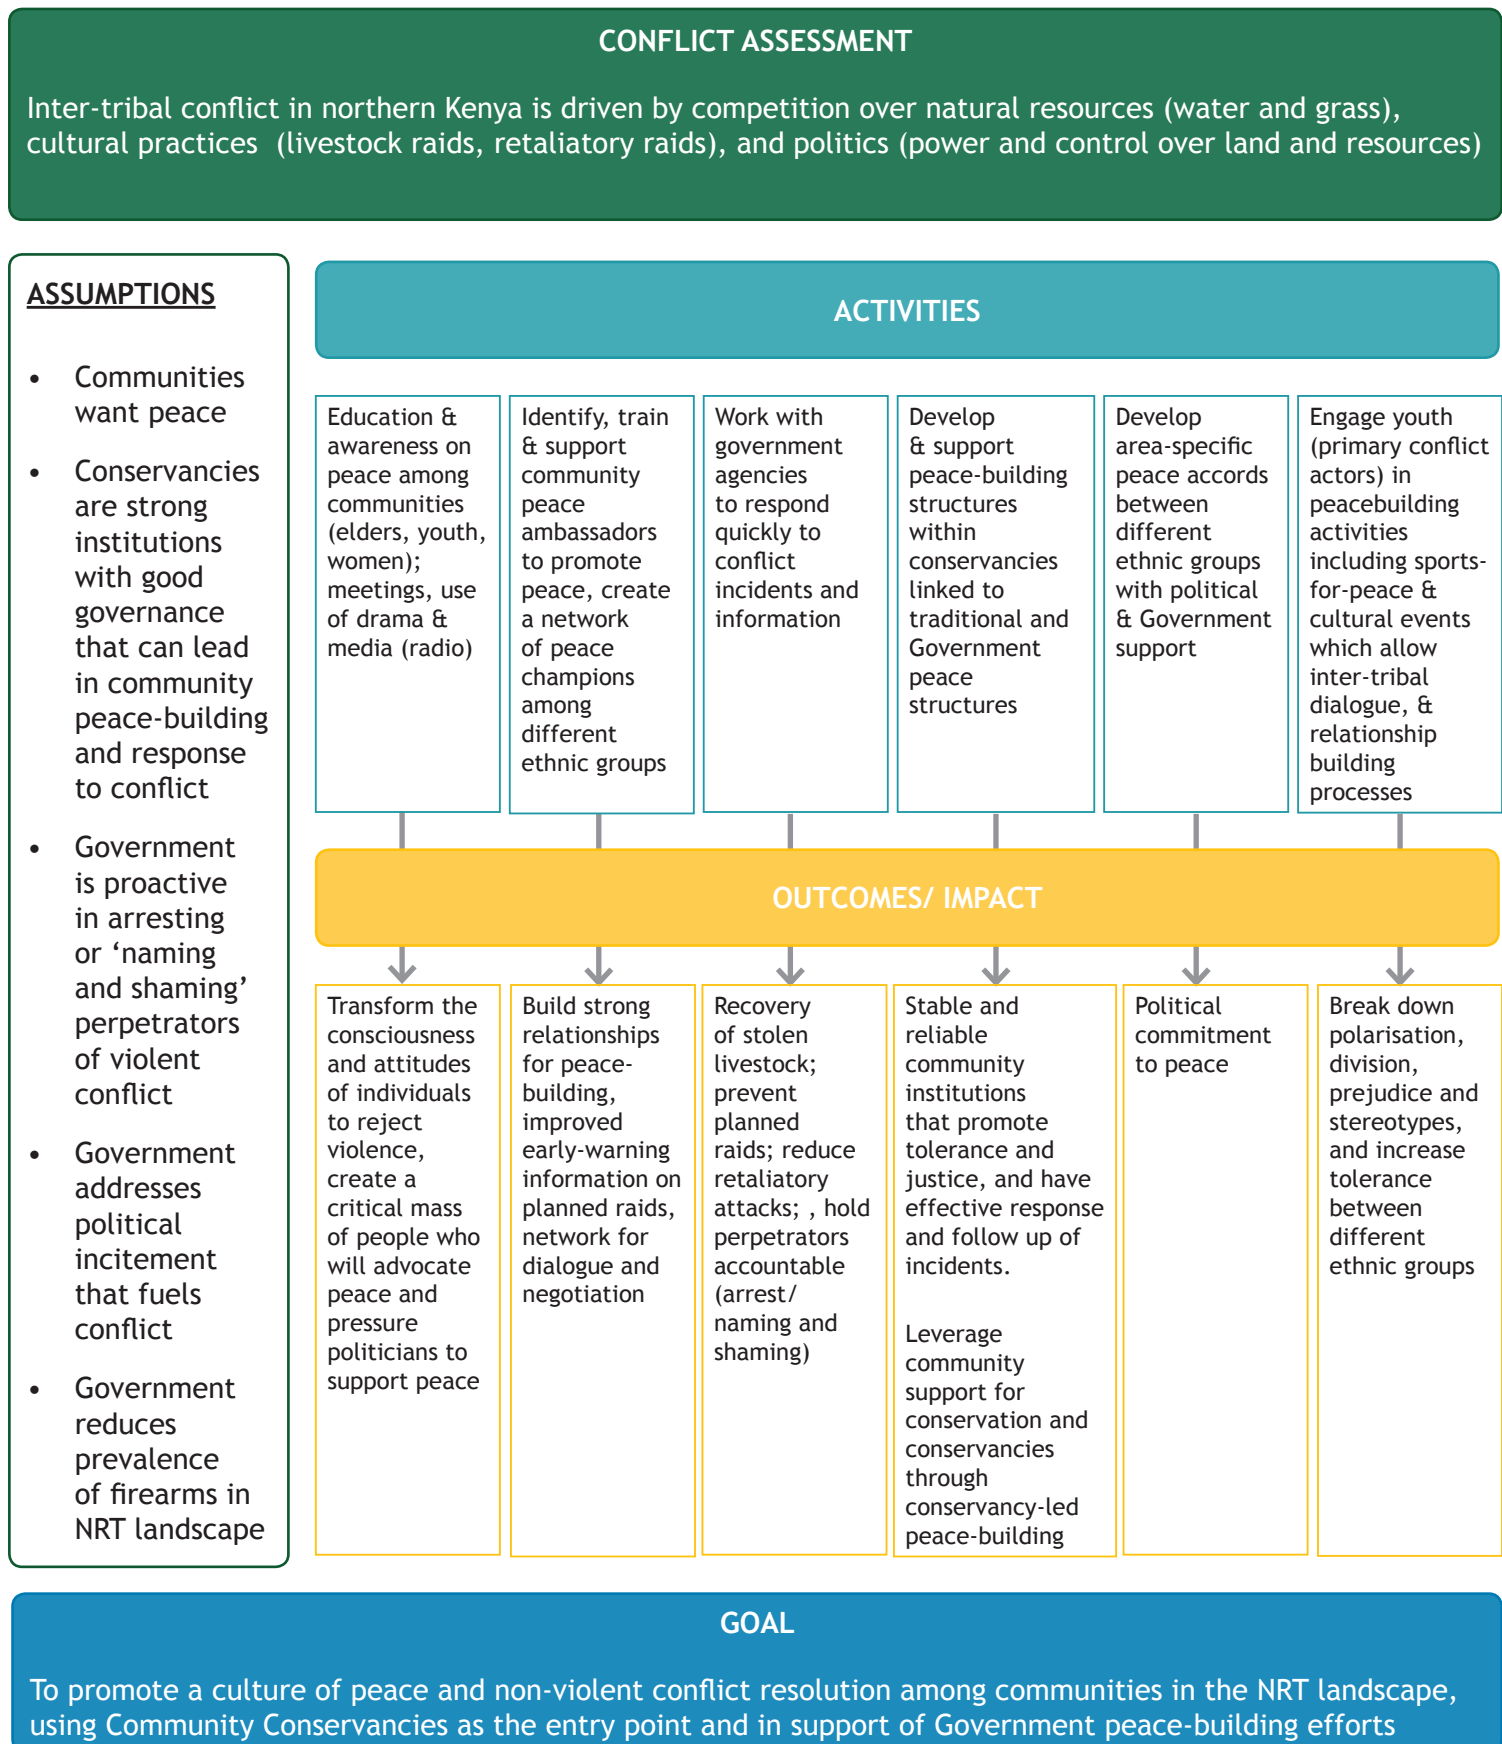 CONFLICT ASSESSMENT
Inter-tribal conflict in northern Kenya is driven by competition over natural resources (water and grass),
cultural practices  (livestock raids, retaliatory raids), and politics (power and control over land and resources)
ASSUMPTIONS
• Communities
want peace
• Conservancies
are strong
institutions
with good
governance
that can lead
in community
peace-building
and response
to conflict
• Government
is proactive
in arresting
or ‘naming
and shaming’
perpetrators
of violent
conflict
• Government
addresses
political
incitement
that fuels
conflict
• Government
reduces
prevalence
of firearms in
NRT landscape
ACTIVITIES
Education &
awareness on
peace among
communities
(elders, youth,
women);
meetings, use
of drama &
media (radio)
Identify, train
& support
community
peace
ambassadors
to promote
peace, create
a network
of peace
champions
among
different
ethnic groups
Work with
government
agencies
to respond
quickly to
conflict
incidents and
information
Develop
& support
peace-building
structures
within
conservancies
linked to
traditional and
Government
peace
structures
Develop
area-specific
peace accords
between
different
ethnic groups
with political
& Government
support
Engage youth
(primary conflict
actors) in
peacebuilding
activities
including sports-
for-peace &
cultural events
which allow
inter-tribal
dialogue, &
relationship
building
processes
OUTCOMES/ IMPACT
Transform the
consciousness
and attitudes
of individuals
to reject
violence,
create a
critical mass
of people who
will advocate
peace and
pressure
politicians to
support peace
Build strong
relationships
for peace-
building,
improved
early-warning
information on
planned raids,
network for
dialogue and
negotiation
Recovery
of stolen
livestock;
prevent
planned
raids; reduce
retaliatory
attacks; , hold
perpetrators
accountable
(arrest/
naming and
shaming)
Stable and
reliable
community
institutions
that promote
tolerance and
justice, and have
effective response
and follow up of
incidents.
Leverage
community
support for
conservation and
conservancies
through
conservancy-led
peace-building
Political
commitment
to peace
Break down
polarisation,
division,
prejudice and
stereotypes,
and increase
tolerance
between
different
ethnic groups
GOAL
To promote a culture of peace and non-violent conflict resolution among communities in the NRT landscape,
using Community Conservancies as the entry point and in support of Government peace-building efforts